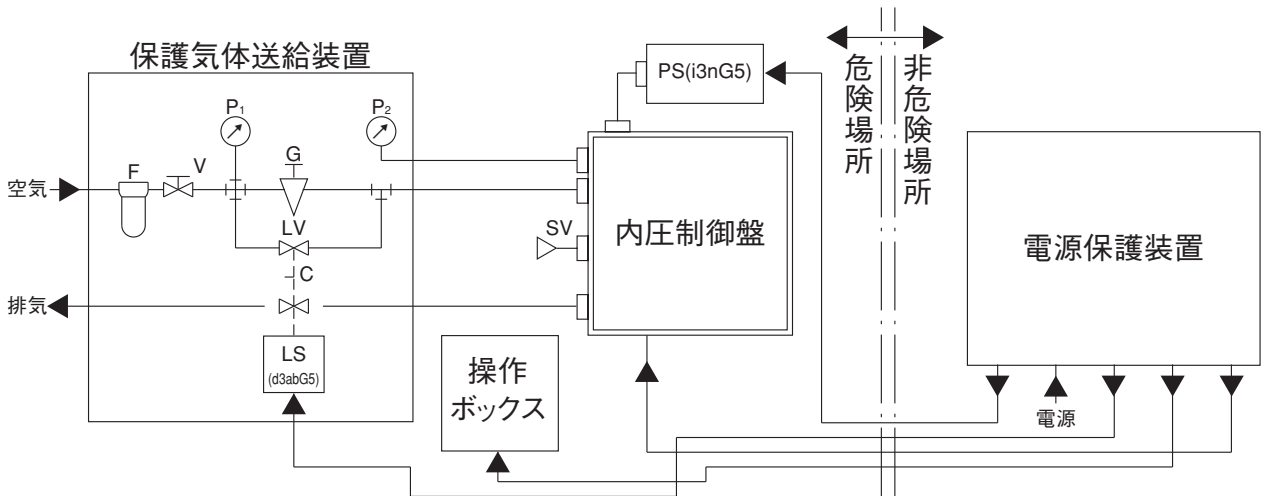 保護気体送給装置
P1
P2
G
F
V
空気
LV
C
排気
LS
(d3abG5)
SV
PS(i3nG5)
内圧制御盤
操作
ボックス
危険場所
非危険場所
電源保護装置
電源